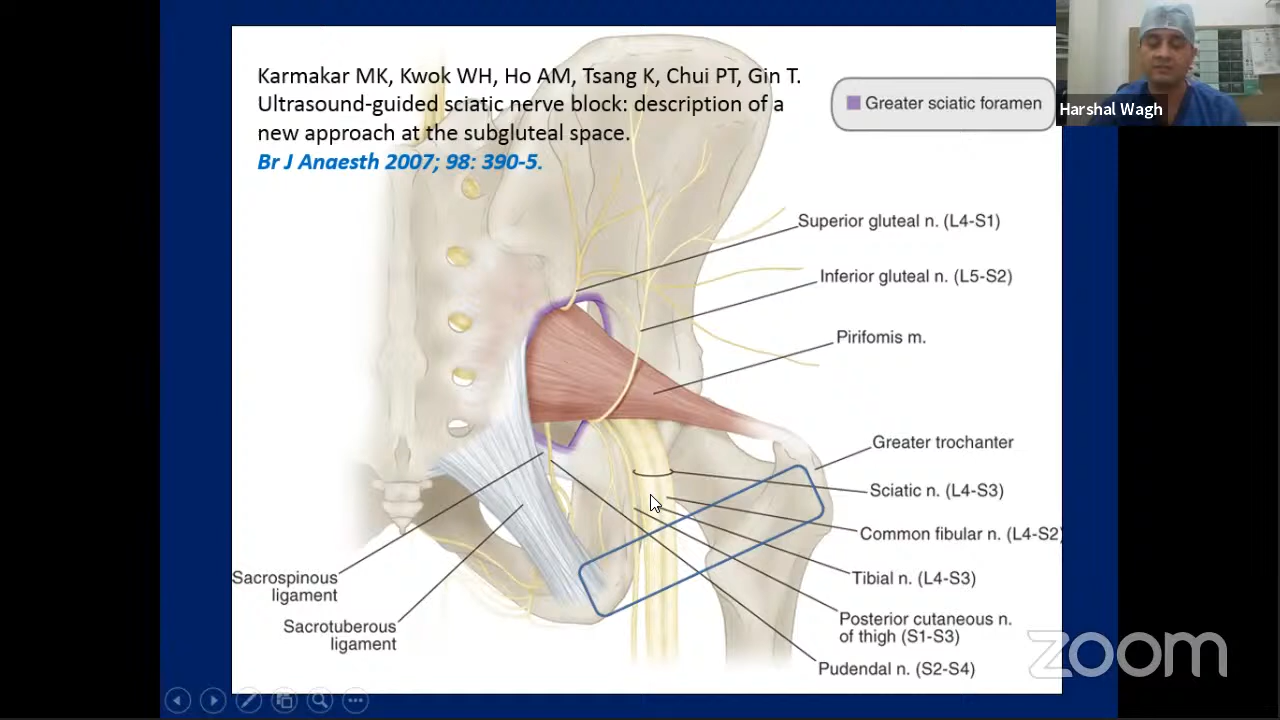 Karmakar MK, Kwok WH, Ho AM, Tsang K, Chui PT, Gin T.
Ultrasound-guided sciatic nerve block: description of a
new approach at the subgluteal space.
Br J Anaesth 2007; 98: 390-5.
Greater sciatic foramen
Harshal Wagh
Superior gluteal n. (L4-S1)
Inferior gluteal n. (L5-S2)
Pirifomis m.
Greater trochanter
Sciatic n. (L4-S3)
Common fibular n. (L4-S2)
Tibial n. (L4-S3)
Posterior cutaneous n.
of thigh (S1-S3)
Pudendal n. (S2-S4)
Sacrospinous
ligament
Sacrotuberous
ligament
zoom